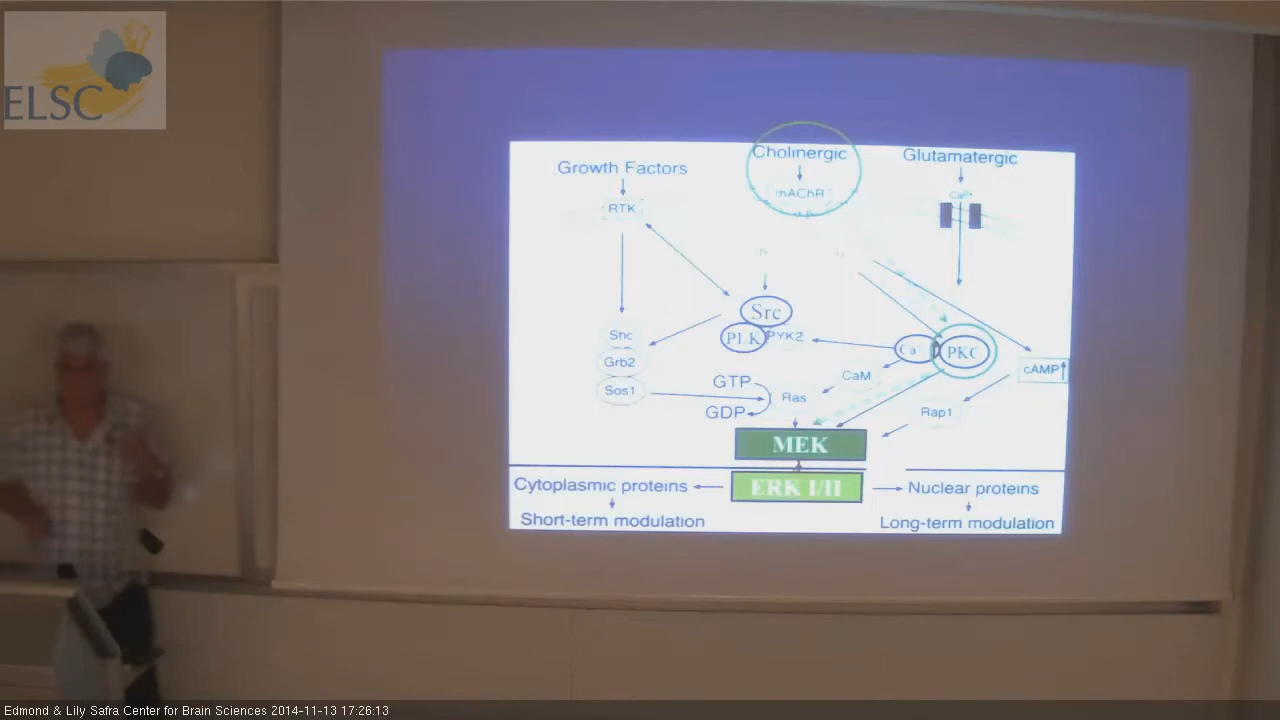 ELSC
Growth Factors
Cholinergic
Glutamatergic
RTK
mAChR
Src
PYK2
Shc
Grb2
Sos1
PKC
CaM
cAMP↑
GTP
GDP
Ras
Rap1
MEK
ERK I/II
Cytoplasmic proteins
Nuclear proteins
Short-term modulation
Long-term modulation
Edmond & Lily Safra Center for Brain Sciences 2014-11-13 17:26:13